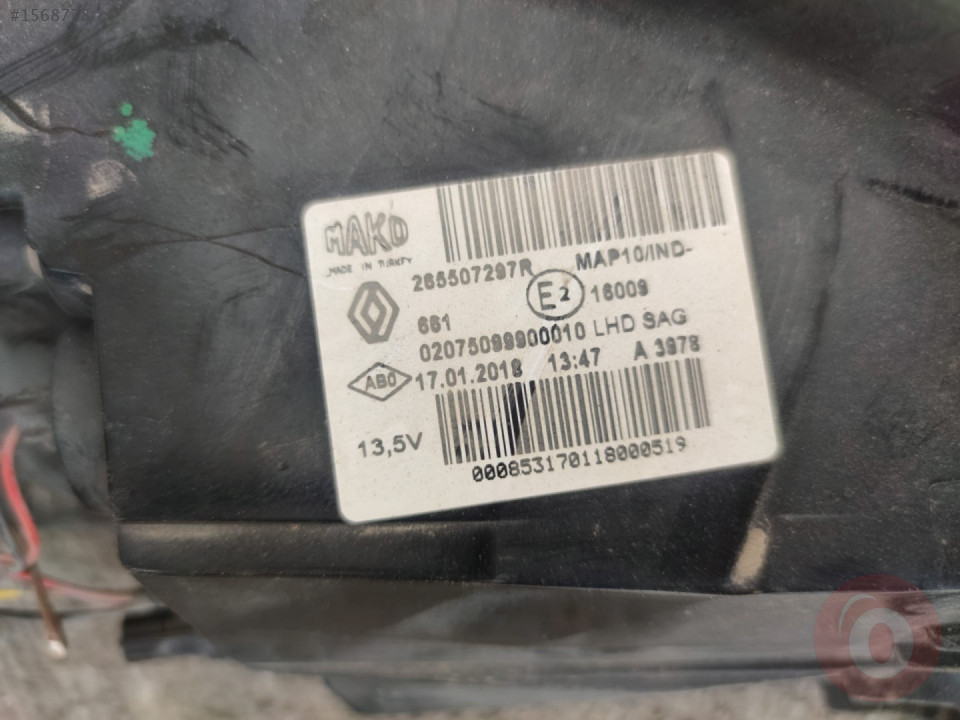 #15687
MAKO
MADE IN TURKEY
265507297R MAP10/IND-
E2 16009
661
02075099900010 LHD SAG
ABO 17.01.2018 13:47 A 3978
13,5V
000853170118000519